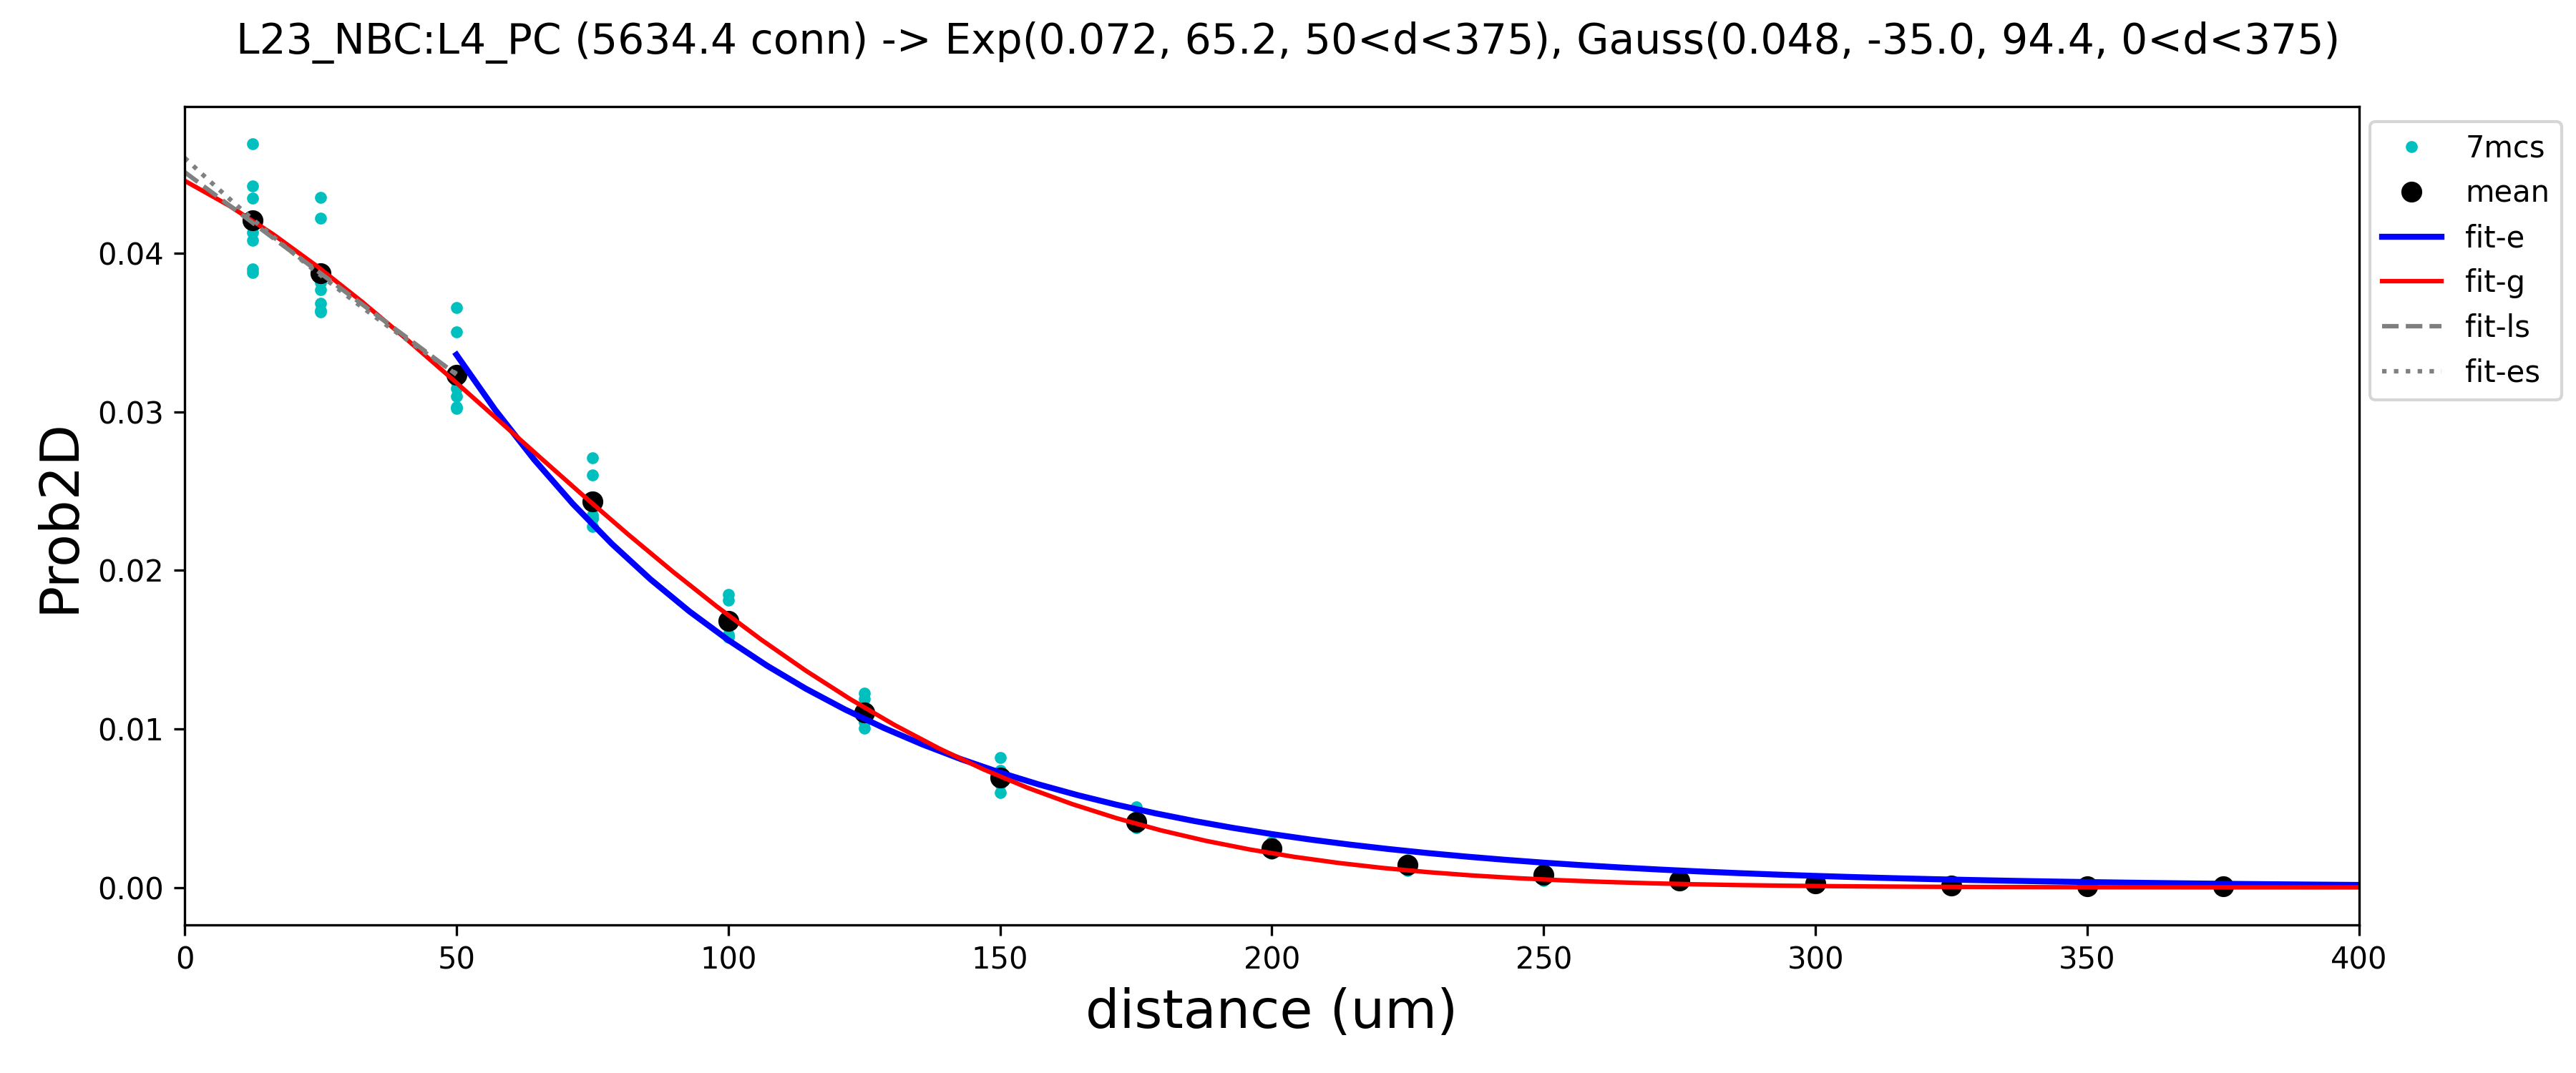 L23_NBC:L4_PC (5634.4 conn) -> Exp(0.072, 65.2, 50<d<375), Gauss(0.048, -35.0, 94.4, 0<d<375)
7mcs
mean
fit-e
fit-g
fit-ls
fit-es
Prob2D
0.04
0.03
0.02
0.01
0.00
0 50 100 150 200 250 300 350 400
distance (um)